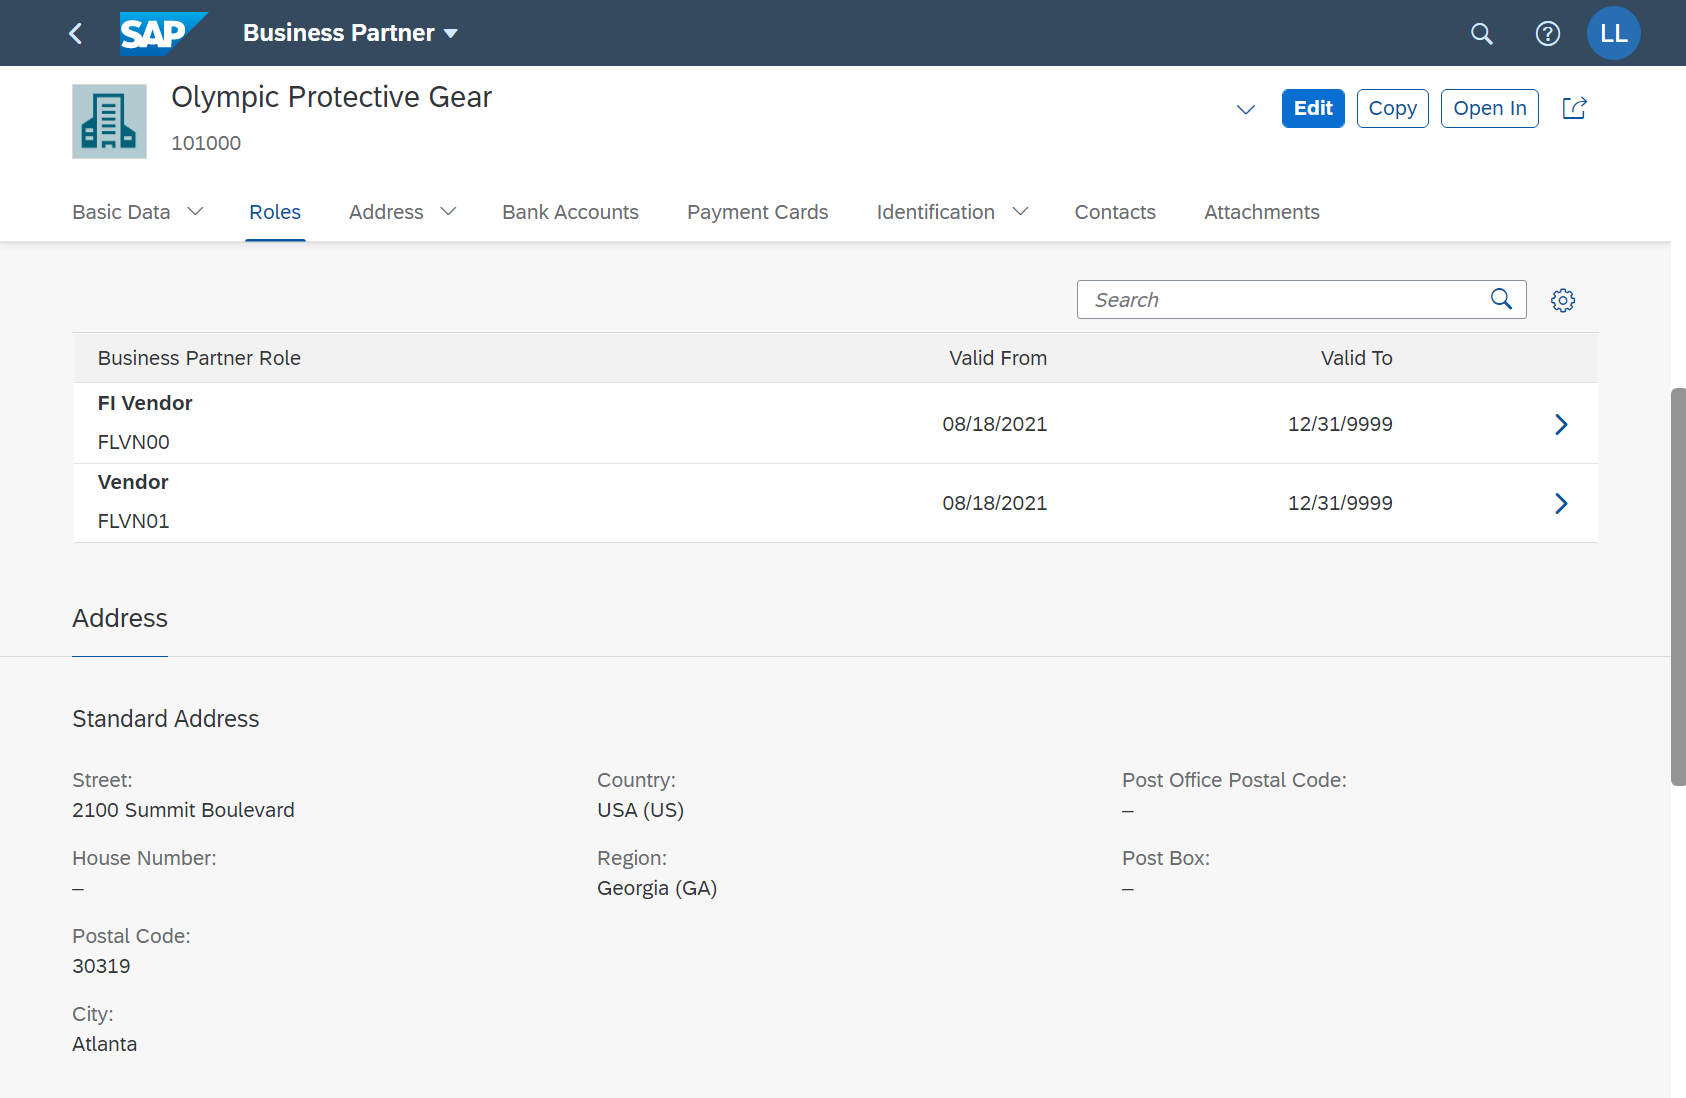 SAP Business Partner LL
Olympic Protective Gear
Edit Copy Open In
101000
Basic Data Roles Address Bank Accounts Payment Cards Identification Contacts Attachments
Search
Business Partner Role Valid From Valid To
FI Vendor
08/18/2021 12/31/9999
FLVN00
Vendor
08/18/2021 12/31/9999
FLVN01
Address
Standard Address
Street: Country: Post Office Postal Code:
2100 Summit Boulevard USA (US) –
House Number: Region: Post Box:
– Georgia (GA) –
Postal Code:
30319
City:
Atlanta